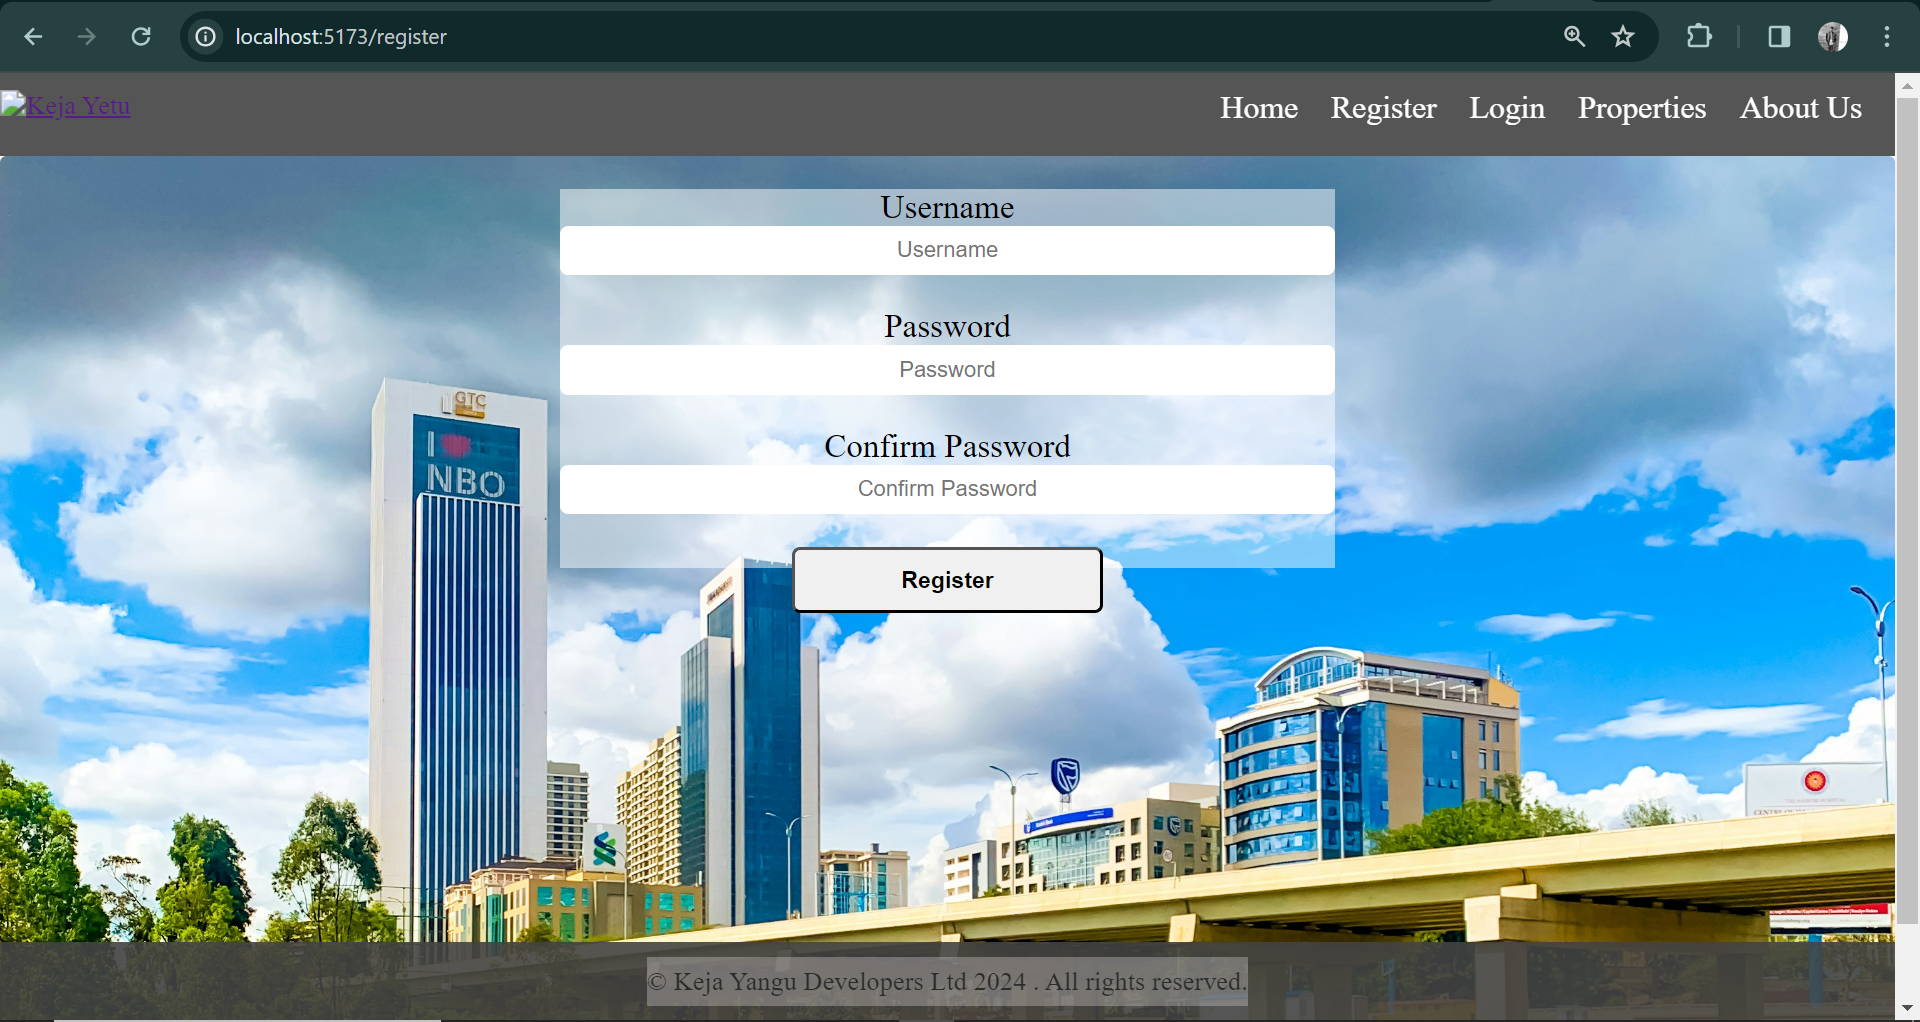 localhost:5173/register
Keja Yetu
Home Register Login Properties About Us
Username
Username
Password
Password
Confirm Password
Confirm Password
Register
GTC
I
NBO
© Keja Yangu Developers Ltd 2024 . All rights reserved.